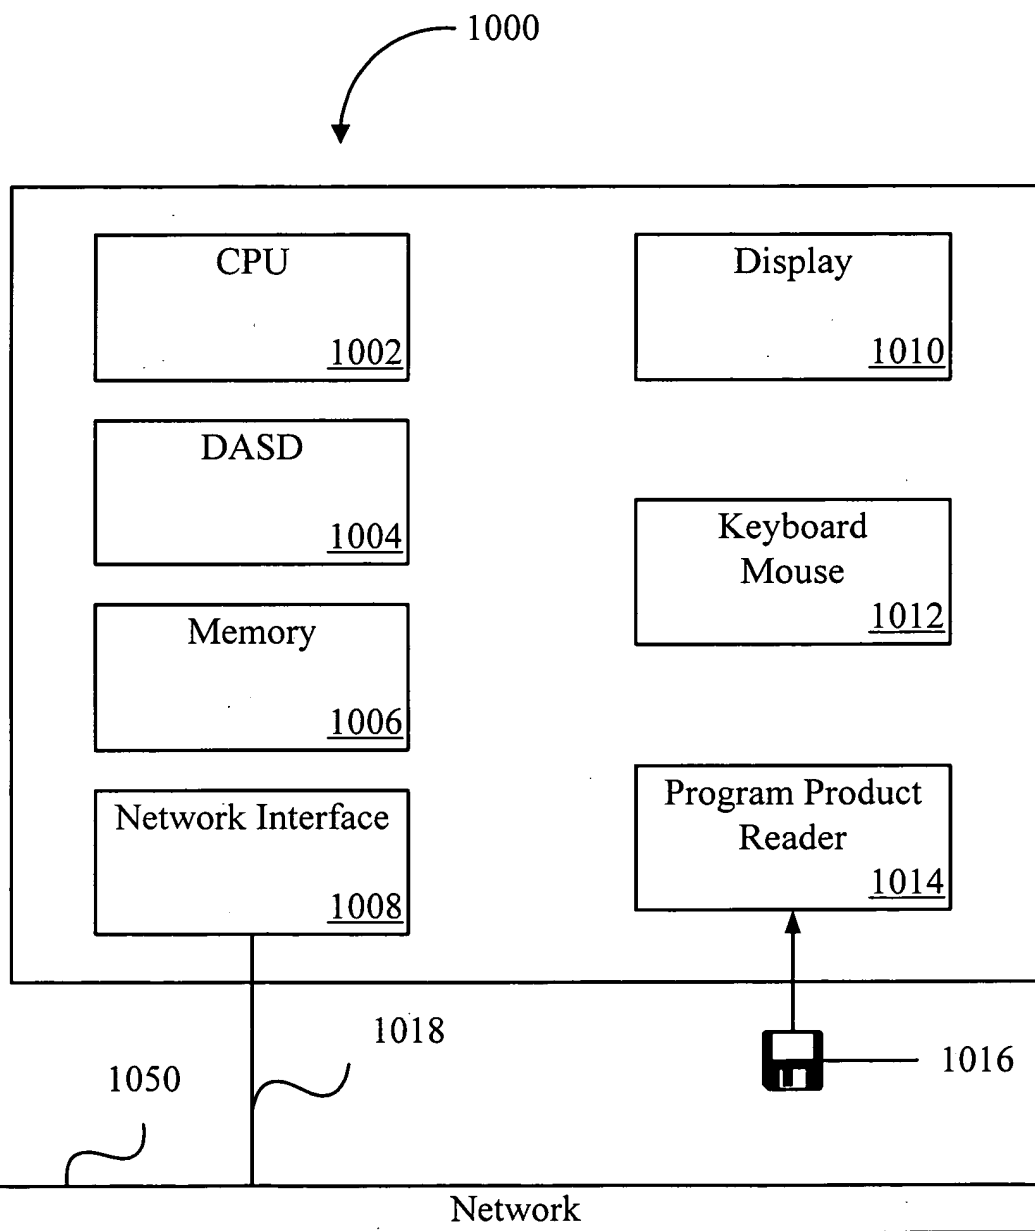 1000
CPU
1002
Display
1010
DASD
1004
Keyboard
Mouse
1012
Memory
1006
Network Interface
1008
Program Product
Reader
1014
1018
1016
1050
Network